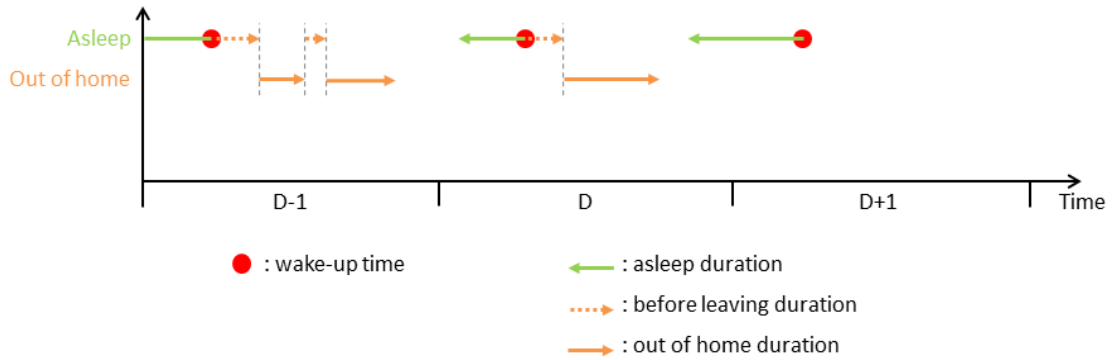 Asleep
Out of home
D-1
D
D+1
Time
: wake-up time
: asleep duration
: before leaving duration
: out of home duration